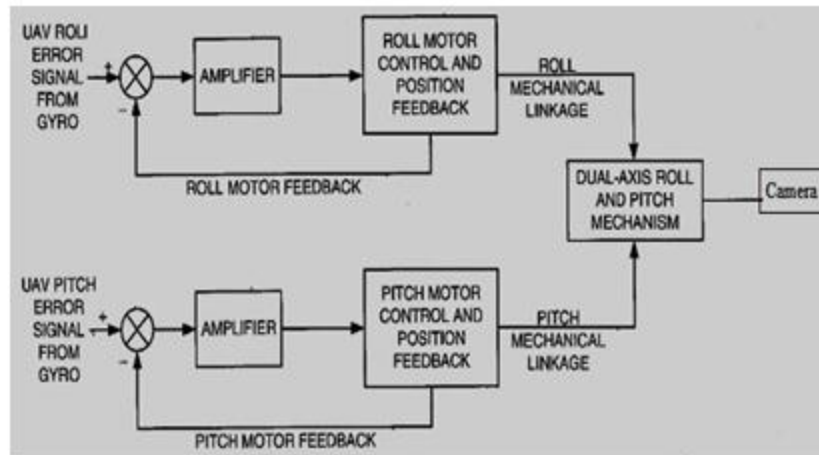 UAV ROLI
ERROR
SIGNAL
FROM
GYRO
+
−
AMPLIFIER
ROLL MOTOR
CONTROL AND
POSITION
FEEDBACK
ROLL
MECHANICAL
LINKAGE
ROLL MOTOR FEEDBACK
DUAL-AXIS ROLL
AND PITCH
MECHANISM
Camera
UAV PITCH
ERROR
SIGNAL
FROM
GYRO
+
−
AMPLIFIER
PITCH MOTOR
CONTROL AND
POSITION
FEEDBACK
PITCH
MECHANICAL
LINKAGE
PITCH MOTOR FEEDBACK